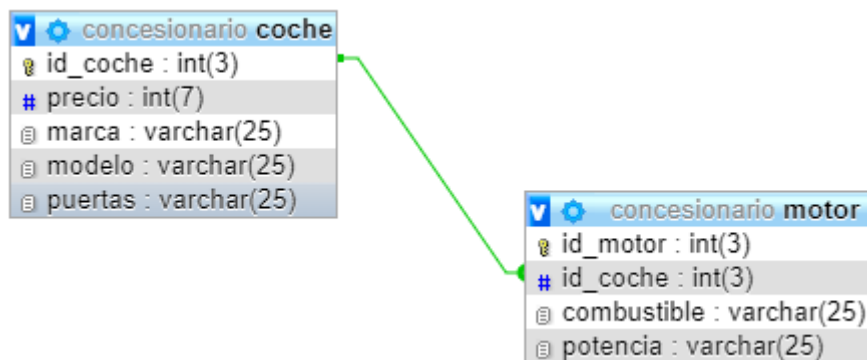 concesionario coche
id_coche : int(3)
# precio : int(7)
marca : varchar(25)
modelo : varchar(25)
puertas : varchar(25)
concesionario motor
id_motor : int(3)
# id_coche : int(3)
combustible : varchar(25)
potencia : varchar(25)